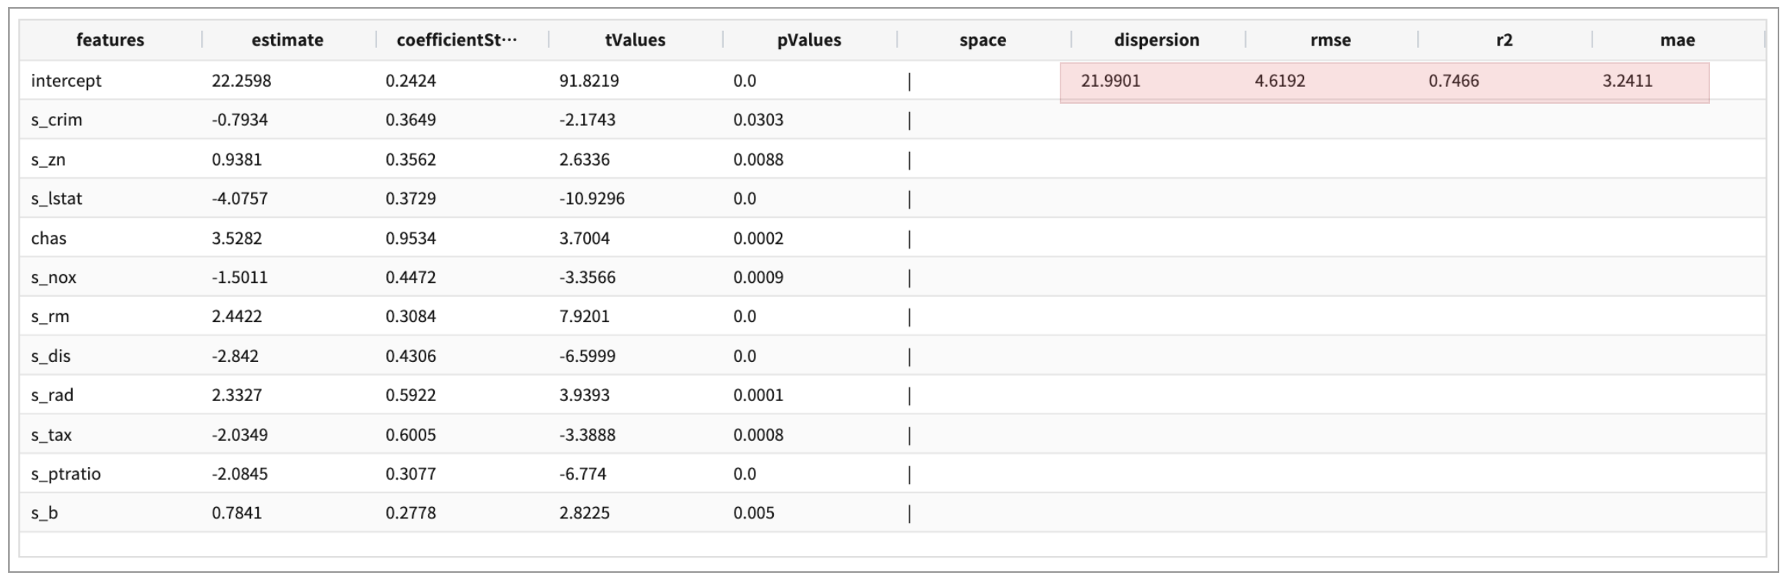 features estimate coefficientSt··· tValues pValues space dispersion rmse r2 mae
intercept 22.2598 0.2424 91.8219 0.0 | 21.9901 4.6192 0.7466 3.2411
s_crim -0.7934 0.3649 -2.1743 0.0303 |
s_zn 0.9381 0.3562 2.6336 0.0088 |
s_lstat -4.0757 0.3729 -10.9296 0.0 |
chas 3.5282 0.9534 3.7004 0.0002 |
s_nox -1.5011 0.4472 -3.3566 0.0009 |
s_rm 2.4422 0.3084 7.9201 0.0 |
s_dis -2.842 0.4306 -6.5999 0.0 |
s_rad 2.3327 0.5922 3.9393 0.0001 |
s_tax -2.0349 0.6005 -3.3888 0.0008 |
s_ptratio -2.0845 0.3077 -6.774 0.0 |
s_b 0.7841 0.2778 2.8225 0.005 |